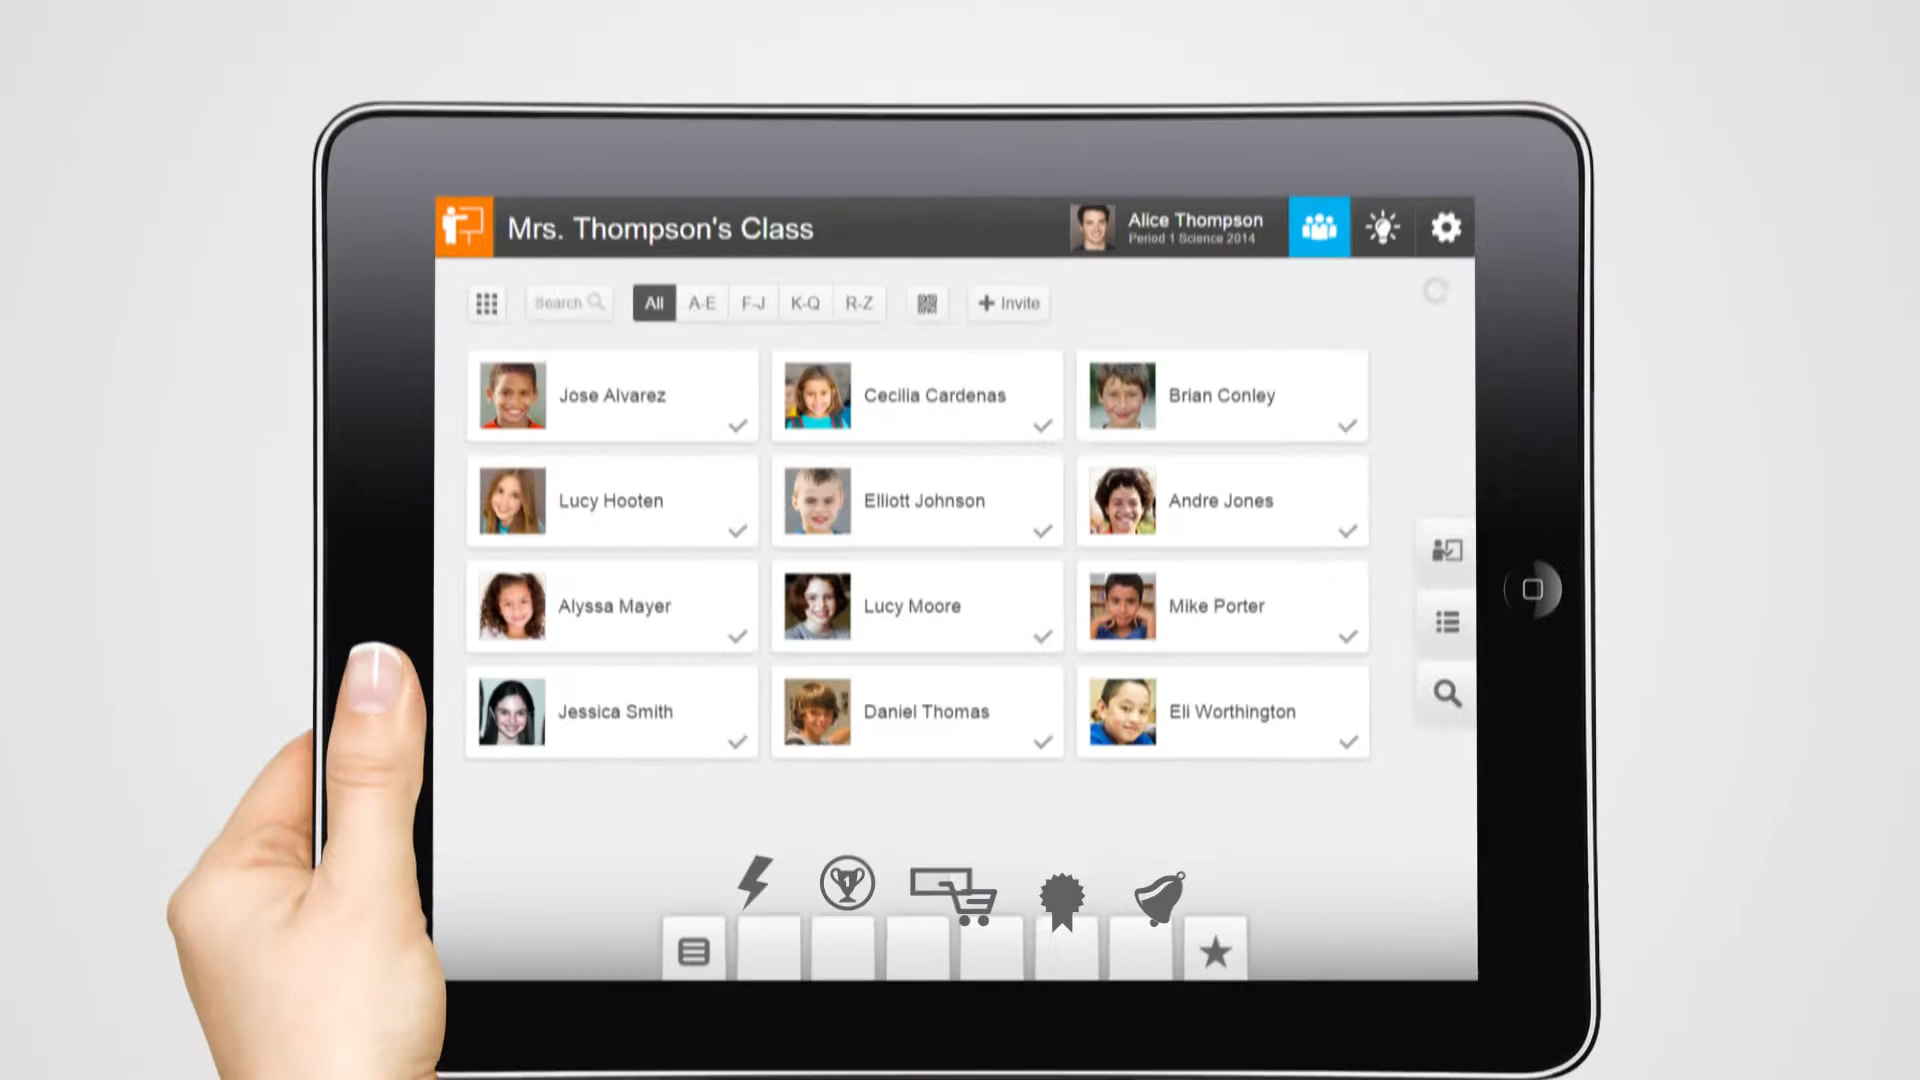 Mrs. Thompson's Class
Alice Thompson
Period 1 Science 2014
Search
All
A-E
F-J
K-Q
R-Z
Invite
Jose Alvarez
Cecilia Cardenas
Brian Conley
Lucy Hooten
Elliott Johnson
Andre Jones
Alyssa Mayer
Lucy Moore
Mike Porter
Jessica Smith
Daniel Thomas
Eli Worthington
1